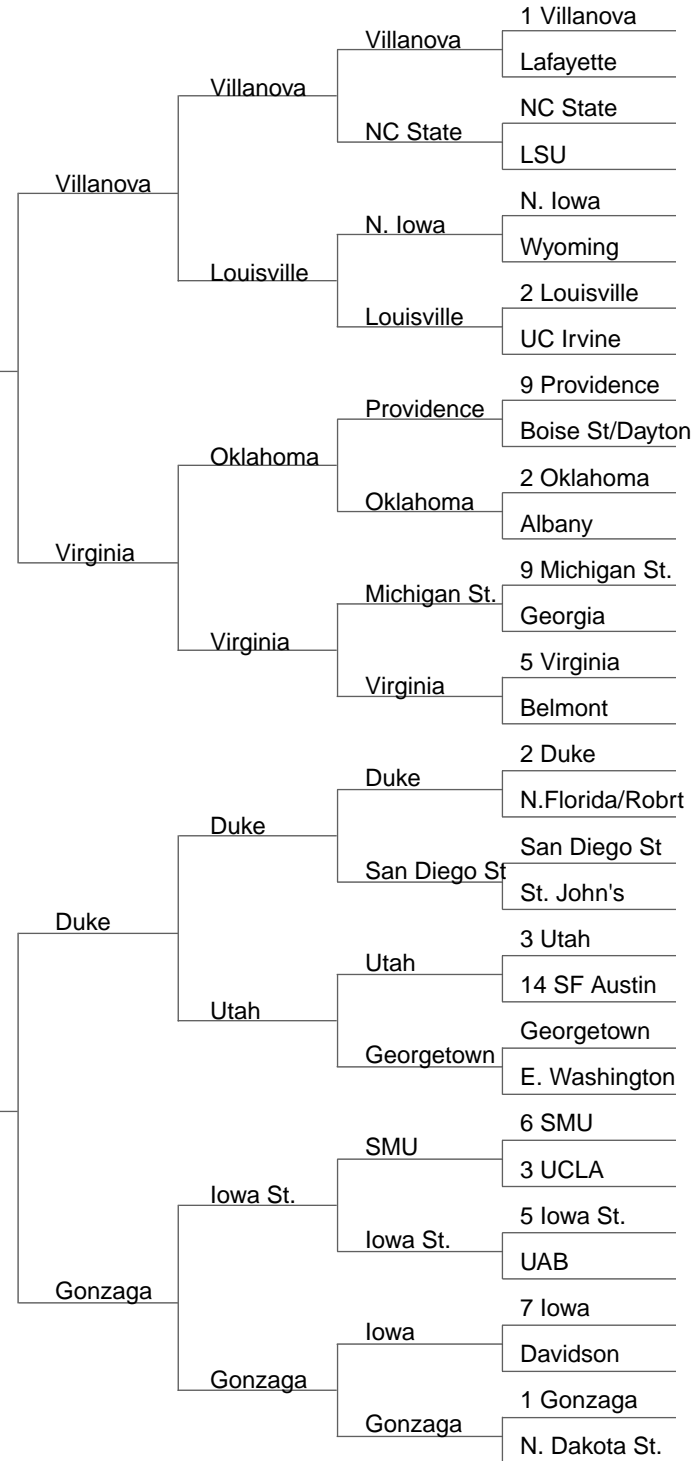 1 Villanova
Villanova
Lafayette
Villanova
NC State
NC State
LSU
Villanova
N. Iowa
N. Iowa
Wyoming
Louisville
2 Louisville
Louisville
UC Irvine
9 Providence
Providence
Boise St/Dayton
Oklahoma
2 Oklahoma
Oklahoma
Albany
Virginia
9 Michigan St.
Michigan St.
Georgia
Virginia
5 Virginia
Virginia
Belmont
2 Duke
Duke
N.Florida/Robrt
Duke
San Diego St
San Diego St
St. John's
Duke
3 Utah
Utah
14 SF Austin
Utah
Georgetown
Georgetown
E. Washington
6 SMU
SMU
3 UCLA
Iowa St.
5 Iowa St.
Iowa St.
UAB
Gonzaga
7 Iowa
Iowa
Davidson
Gonzaga
1 Gonzaga
Gonzaga
N. Dakota St.